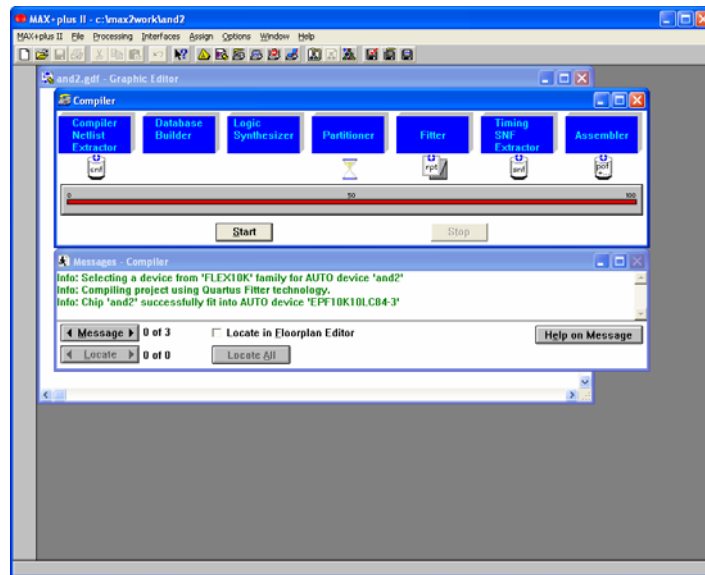 MAX+plus II - c:\max2work\and2
MAX+plus II File Processing Interfaces Assign Options Window Help
and2.gdf - Graphic Editor
Compiler
Compiler Netlist Extractor
Database Builder
Logic Synthesizer
Partitioner
Fitter
Timing SNF Extractor
Assembler
cnf
rpt
snf
pof
0 50 100
Start Stop
Messages - Compiler
Info: Selecting a device from 'FLEX10K' family for AUTO device 'and2'
Info: Compiling project using Quartus Fitter technology.
Info: Chip 'and2' successfully fit into AUTO device 'EPF10K10LC84-3'
Message 0 of 3 Locate in Floorplan Editor Help on Message
Locate 0 of 0 Locate All